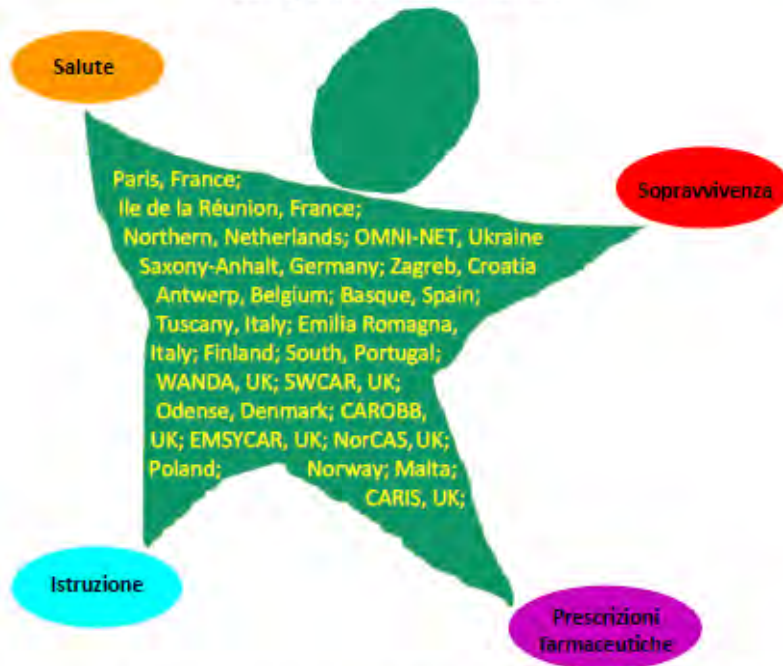 Salute
Sopravvivenza
Paris, France;
Ile de la Réunion, France;
Northern, Netherlands; OMNI-NET, Ukraine
Saxony-Anhalt, Germany; Zagreb, Croatia
Antwerp, Belgium; Basque, Spain;
Tuscany, Italy; Emilia Romagna,
Italy; Finland; South, Portugal;
WANDA, UK; SWCAR, UK;
Odense, Denmark; CAROBB,
UK; EMSYCAR, UK; NorCAS, UK;
Poland; Norway; Malta;
CARIS, UK;
Istruzione
Prescrizioni
farmaceutiche